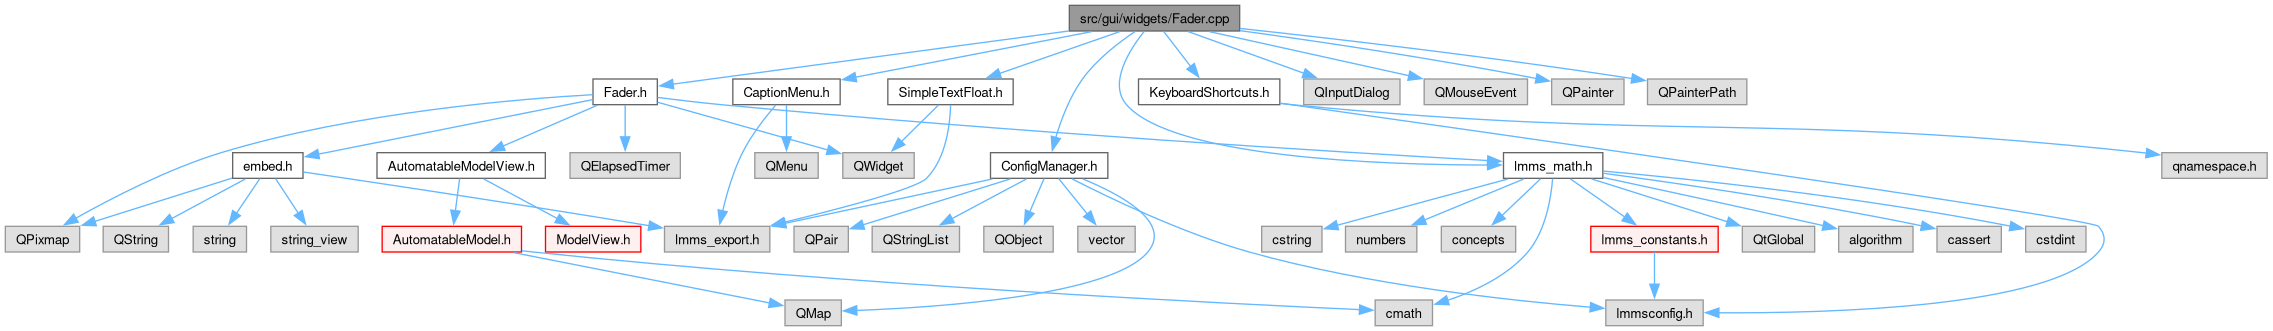 src/gui/widgets/Fader.cpp
Fader.h
CaptionMenu.h
SimpleTextFloat.h
KeyboardShortcuts.h
QInputDialog
QMouseEvent
QPainter
QPainterPath
embed.h
AutomatableModelView.h
QElapsedTimer
QMenu
QWidget
ConfigManager.h
lmms_math.h
qnamespace.h
QPixmap
QString
string
string_view
AutomatableModel.h
ModelView.h
lmms_export.h
QPair
QStringList
QObject
vector
cstring
numbers
concepts
lmms_constants.h
QtGlobal
algorithm
cassert
cstdint
QMap
cmath
lmmsconfig.h